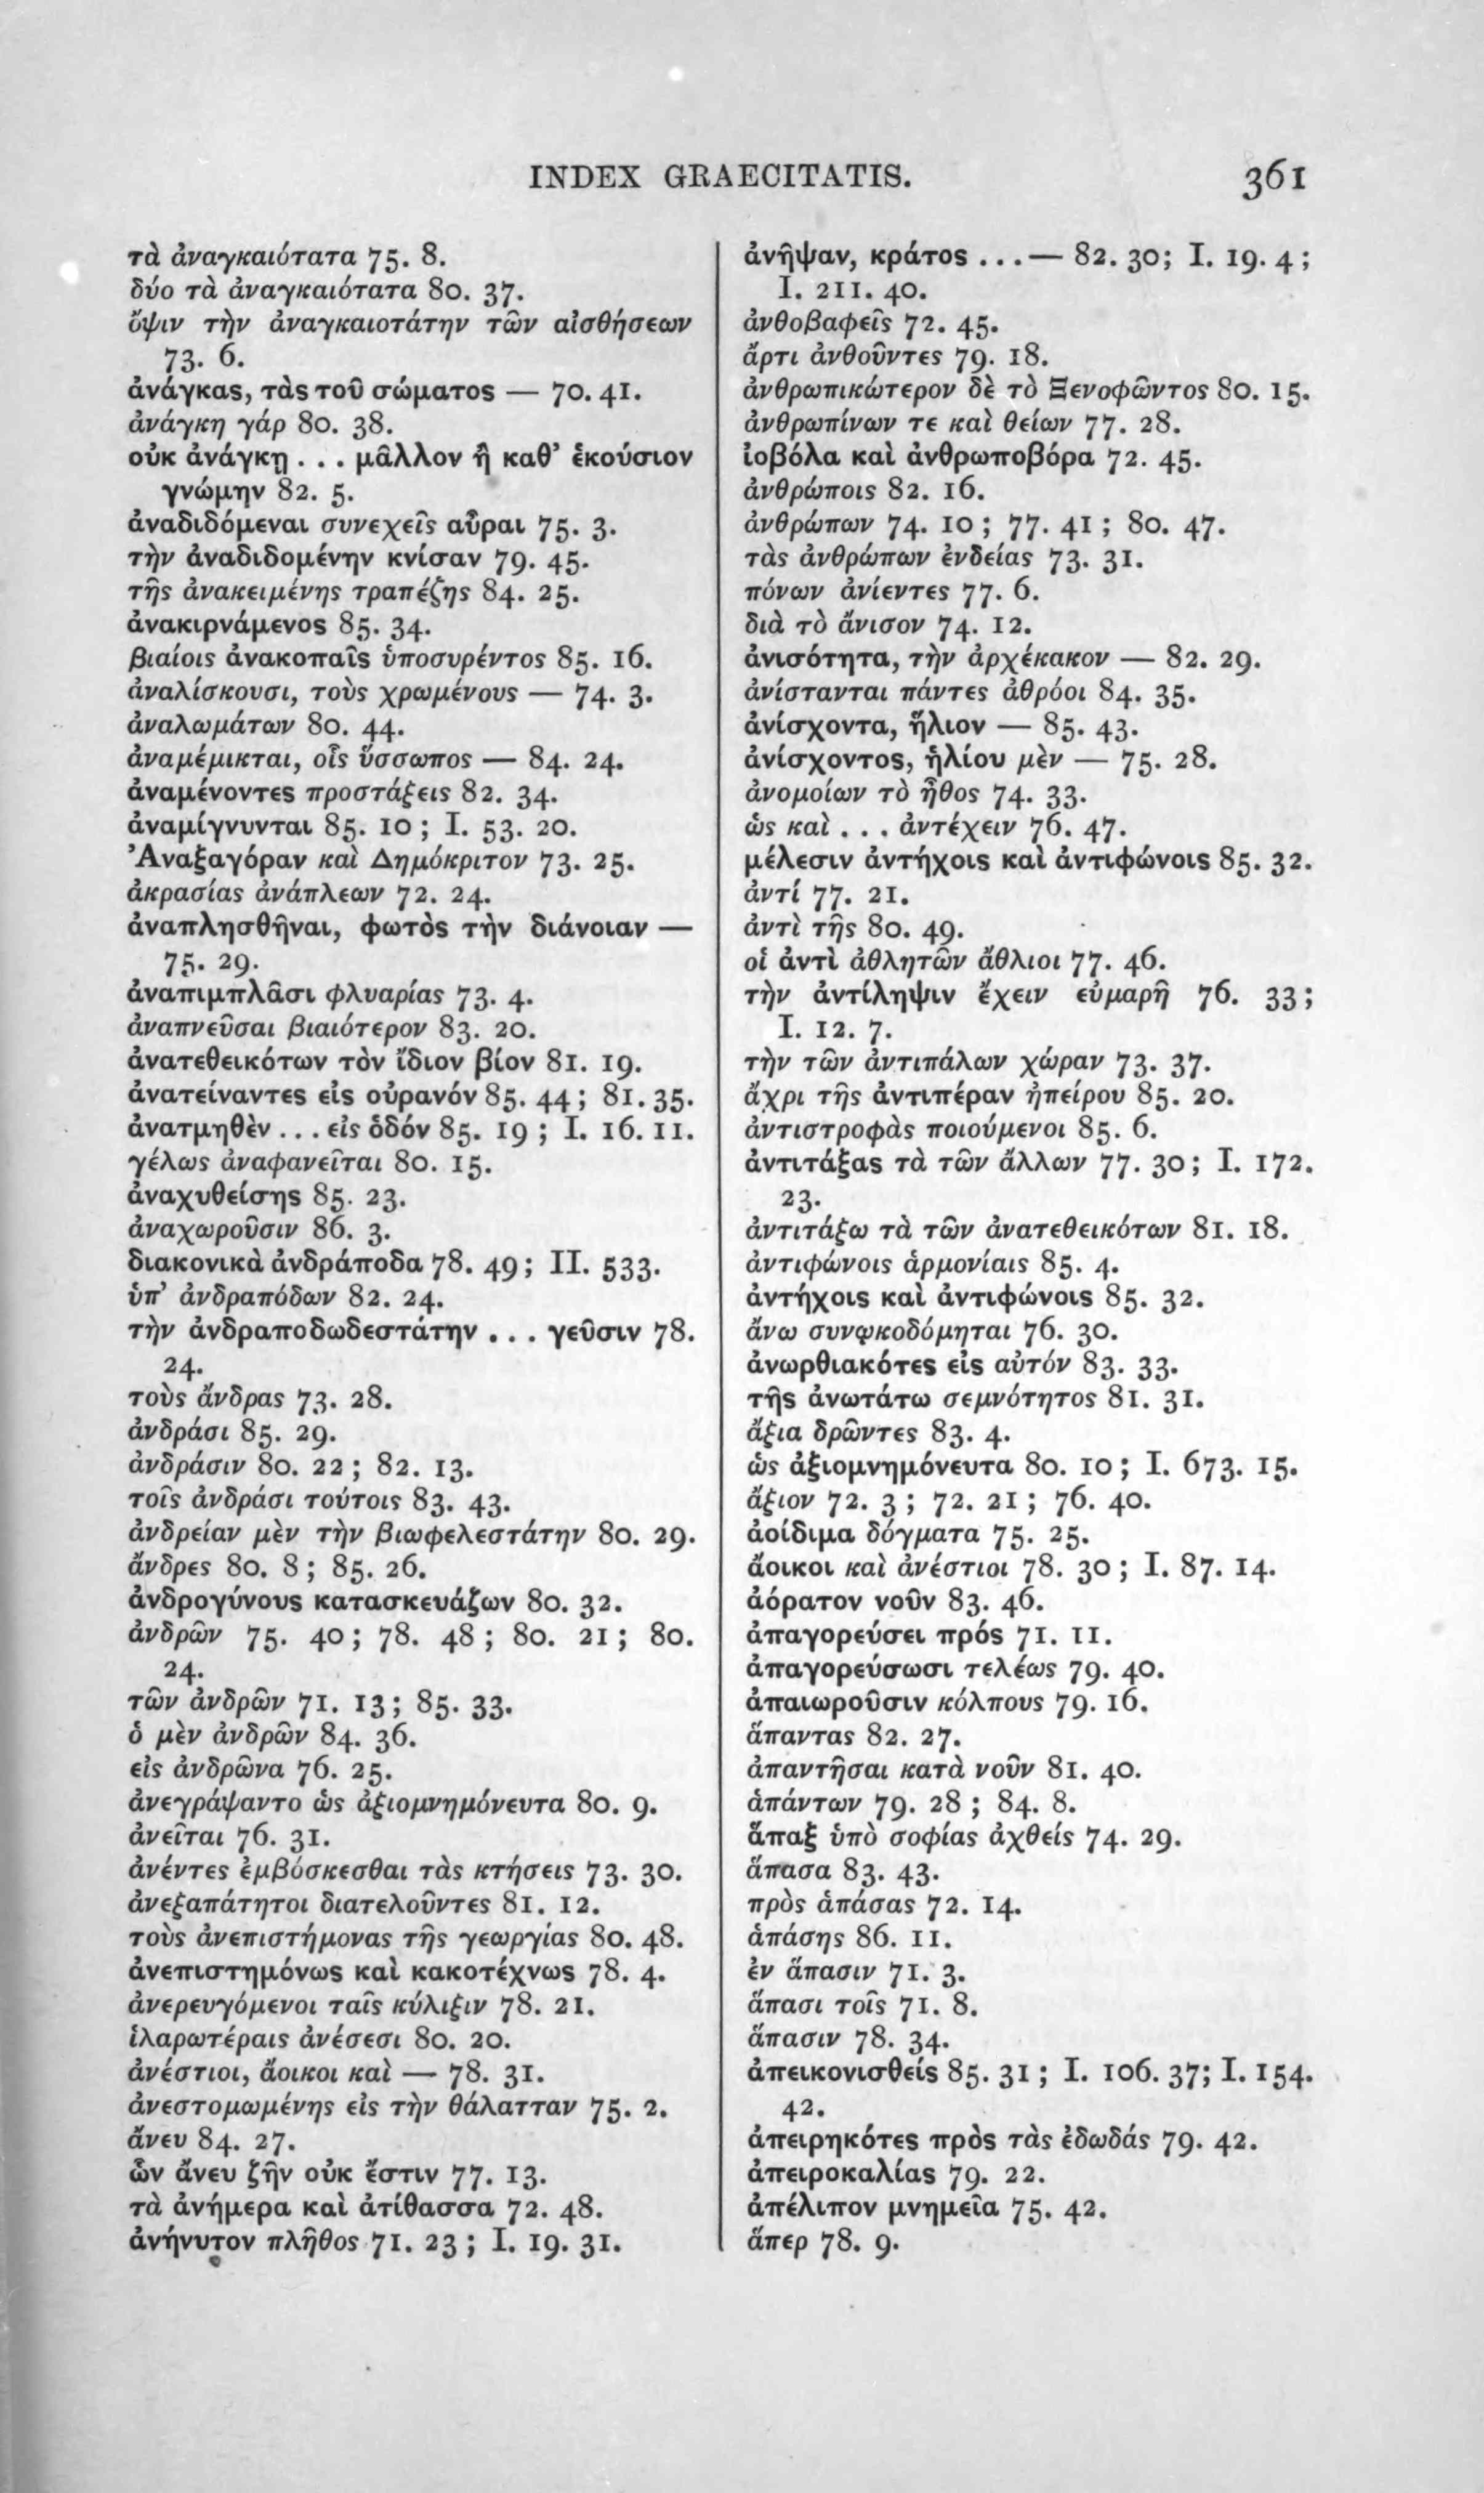 INDEX GRAECITATIS. 361
τὰ ἀναγκαιότατα 75. 8.
δύο τὰ ἀναγκαιότατα 80. 37.
ὄψιν τὴν ἀναγκαιοτάτην τῶν αἰσθήσεων
73. 6.
ἀνάγκας, τὰς τοῦ σώματος — 70. 41.
ἀνάγκη γάρ 80. 38.
οὐκ ἀνάγκῃ . . . μᾶλλον ἢ καθ’ ἑκούσιον
γνώμην 82. 5.
ἀναδιδόμεναι συνεχεῖς αὖραι 75. 3.
τὴν ἀναδιδομένην κνίσαν 79. 45.
τῆς ἀνακειμένης τραπέζης 84. 25.
ἀνακιρνάμενος 85. 34.
βιαίοις ἀνακοπαῖς ὑποσυρέντος 85. 16.
ἀναλίσκουσι, τοὺς χρωμένους — 74. 3.
ἀναλωμάτων 80. 44.
ἀναμέμικται, οἷς ὕσσωπος — 84. 24.
ἀναμένοντες προστάξεις 82. 34.
ἀναμίγνυνται 85. 10 ; I. 53. 20.
Ἀναξαγόραν καὶ Δημόκριτον 73. 25.
ἀκρασίας ἀνάπλεων 72. 24.
ἀναπλησθῆναι, φωτὸς τὴν διάνοιαν —
75. 29.
ἀναπιμπλᾶσι φλυαρίας 73. 4.
ἀναπνεῦσαι βιαιότερον 83. 20.
ἀνατεθεικότων τὸν ἴδιον βίον 81. 19.
ἀνατείναντες εἰς οὐρανόν 85. 44 ; 81. 35.
ἀνατμηθὲν . . . εἰς ὁδόν 85. 19 ; I. 16. 11.
γέλως ἀναφανεῖται 80. 15.
ἀναχυθείσης 85. 23.
ἀναχωροῦσιν 86. 3.
διακονικὰ ἀνδράποδα 78. 49 ; II. 533.
ὑπ’ ἀνδραπόδων 82. 24.
τὴν ἀνδραποδωδεστάτην . . . γεῦσιν 78.
24.
τοὺς ἄνδρας 73. 28.
ἀνδράσι 85. 29.
ἀνδράσιν 80. 22 ; 82. 13.
τοῖς ἀνδράσι τούτοις 83. 43.
ἀνδρείαν μὲν τὴν βιωφελεστάτην 80. 29.
ἄνδρες 80. 8 ; 85. 26.
ἀνδρογύνους κατασκευάζων 80. 32.
ἀνδρῶν 75. 40 ; 78. 48 ; 80. 21 ; 80.
24.
τῶν ἀνδρῶν 71. 13 ; 85. 33.
ὁ μὲν ἀνδρῶν 84. 36.
εἰς ἀνδρῶνα 76. 25.
ἀνεγράψαντο ὡς ἀξιομνημόνευτα 80. 9.
ἀνεῖται 76. 31.
ἀνέντες ἐμβόσκεσθαι τὰς κτήσεις 73. 30.
ἀνεξαπάτητοι διατελοῦντες 81. 12.
τοὺς ἀνεπιστήμονας τῆς γεωργίας 80. 48.
ἀνεπιστημόνως καὶ κακοτέχνως 78. 4.
ἀνερευγόμενοι ταῖς κύλιξιν 78. 21.
ἱλαρωτέραις ἀνέσεσι 80. 20.
ἀνέστιοι, ἄοικοι καὶ — 78. 31.
ἀνεστομωμένης εἰς τὴν θάλατταν 75. 2.
ἄνευ 84. 27.
ὧν ἄνευ ζῆν οὐκ ἔστιν 77. 13.
τὰ ἀνήμερα καὶ ἀτίθασσα 72. 48.
ἀνήνυτον πλῆθος 71. 23 ; I. 19. 31.
ἀνῆψαν, κράτος . . . — 82. 30; I. 19. 4 ;
I. 211. 40.
ἀνθοβαφεῖς 72. 45.
ἄρτι ἀνθοῦντες 79. 18.
ἀνθρωπικώτερον δὲ τὸ Ξενοφῶντος 80. 15.
ἀνθρωπίνων τε καὶ θείων 77. 28.
ἰοβόλα καὶ ἀνθρωποβόρα 72. 45.
ἀνθρώποις 82. 16.
ἀνθρώπων 74. 10 ; 77. 41 ; 80. 47.
τὰς ἀνθρώπων ἐνδείας 73. 31.
πόνων ἀνίεντες 77. 6.
διὰ τὸ ἄνισον 74. 12.
ἀνισότητα, τὴν ἀρχέκακον — 82. 29.
ἀνίστανται πάντες ἀθρόοι 84. 35.
ἀνίσχοντα, ἥλιον — 85. 43.
ἀνίσχοντος, ἡλίου μὲν — 75. 28.
ἀνομοίων τὸ ἦθος 74. 33.
ὡς καὶ . . . ἀντέχειν 76. 47.
μέλεσιν ἀντήχοις καὶ ἀντιφώνοις 85. 32.
ἀντί 77. 21.
ἀντὶ τῆς 80. 49.
οἱ ἀντὶ ἀθλητῶν ἄθλιοι 77. 46.
τὴν ἀντίληψιν ἔχειν εὐμαρῆ 76. 33 ;
I. 12. 7.
τὴν τῶν ἀντιπάλων χώραν 73. 37.
ἄχρι τῆς ἀντιπέραν ἠπείρου 85. 20.
ἀντιστροφὰς ποιούμενοι 85. 6.
ἀντιτάξας τὰ τῶν ἄλλων 77. 30 ; I. 172.
23.
ἀντιτάξω τὰ τῶν ἀνατεθεικότων 81. 18.
ἀντιφώνοις ἁρμονίαις 85. 4.
ἀντήχοις καὶ ἀντιφώνοις 85. 32.
ἄνω συνῳκοδόμηται 76. 30.
ἀνωρθιακότες εἰς αὐτόν 83. 33.
τῆς ἀνωτάτω σεμνότητος 81. 31.
ἄξια δρῶντες 83. 4.
ὡς ἀξιομνημόνευτα 80. 10 ; I. 673. 15.
ἄξιον 72. 3 ; 72. 21 ; 76. 40.
ἀοίδιμα δόγματα 75. 25.
ἄοικοι καὶ ἀνέστιοι 78. 30 ; I. 87. 14.
ἀόρατον νοῦν 83. 46.
ἀπαγορεύσει πρός 71. 11.
ἀπαγορεύσωσι τελέως 79. 40.
ἀπαιωροῦσιν κόλπους 79. 16.
ἅπαντας 82. 27.
ἀπαντῆσαι κατὰ νοῦν 81. 40.
ἁπάντων 79. 28 ; 84. 8.
ἅπαξ ὑπὸ σοφίας ἀχθείς 74. 29.
ἅπασα 83. 43.
πρὸς ἁπάσας 72. 14.
ἁπάσης 86. 11.
ἐν ἅπασιν 71. 3.
ἅπασι τοῖς 71. 8.
ἅπασιν 78. 34.
ἀπεικονισθείς 85. 31 ; I. 106. 37; I. 154.
42.
ἀπειρηκότες πρὸς τὰς ἐδωδάς 79. 42.
ἀπειροκαλίας 79. 22.
ἀπέλιπον μνημεῖα 75. 42.
ἅπερ 78. 9.